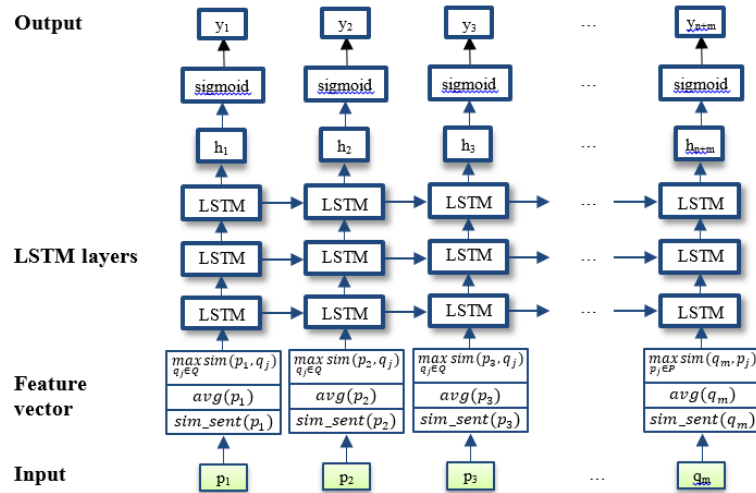 Output y₁ y₂ y₃ ... yₙ₊ₘ
sigmoid sigmoid sigmoid ... sigmoid
h₁ h₂ h₃ ... hₙ₊ₘ
LSTM LSTM LSTM ... LSTM
LSTM layers LSTM LSTM LSTM ... LSTM
LSTM LSTM LSTM ... LSTM
max sim(p₁, qⱼ) max sim(p₂, qⱼ) max sim(p₃, qⱼ) max sim(qₘ, pⱼ)
qⱼ∈Q qⱼ∈Q qⱼ∈Q pⱼ∈P
Feature vector avg(p₁) avg(p₂) avg(p₃) avg(qₘ)
sim_sent(p₁) sim_sent(p₂) sim_sent(p₃) sim_sent(qₘ)
Input p₁ p₂ p₃ ... qₘ